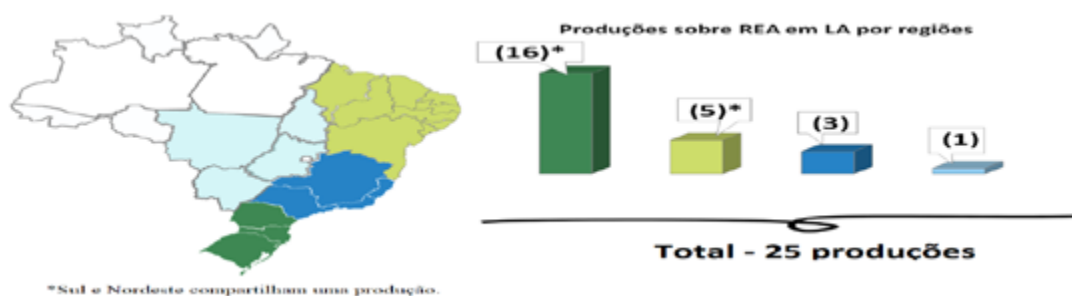 Produções sobre REA em LA por regiões
(16)*
(5)*
(3)
(1)
Total - 25 produções
*Sul e Nordeste compartilham uma produção.